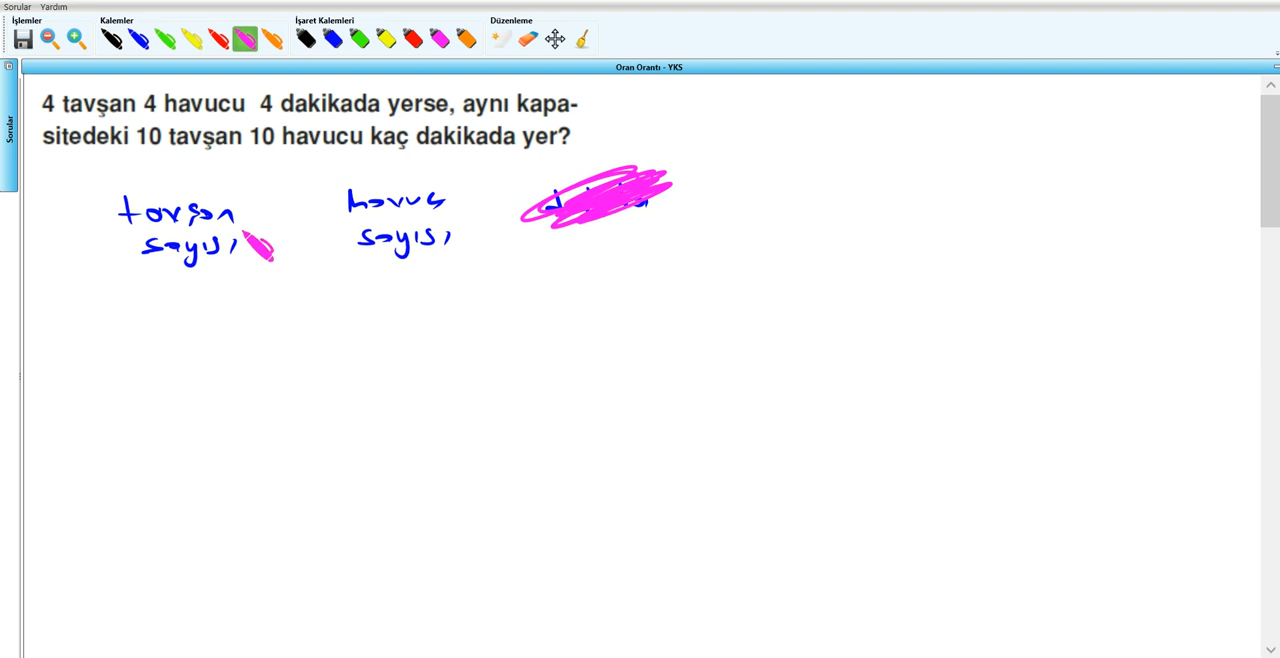 Sorular Yardım
İşlemler Kalemler İşaret Kalemleri Düzenleme
Oran Orantı - YKS
Sorular
4 tavşan 4 havucu 4 dakikada yerse, aynı kapa-
sitedeki 10 tavşan 10 havucu kaç dakikada yer?
tavşan havuç
sayısı sayısı